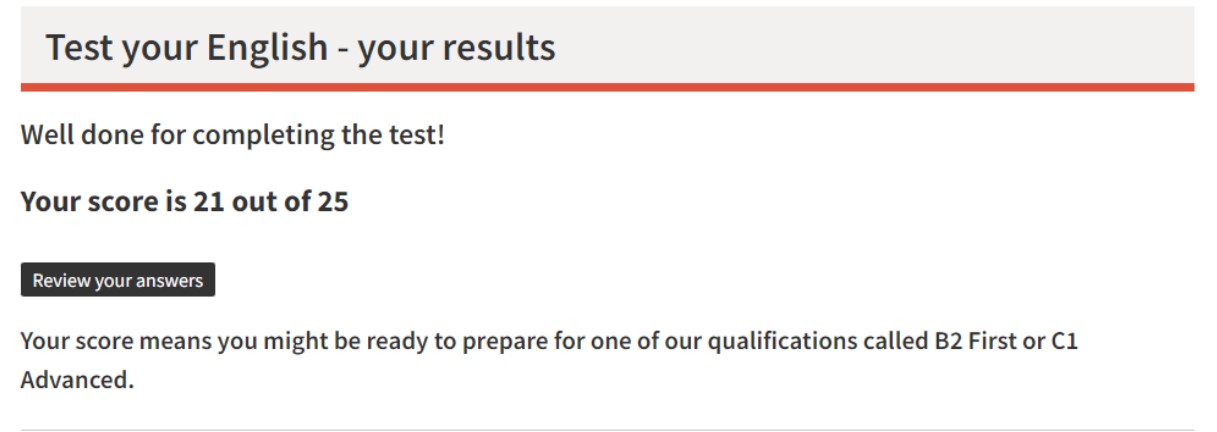 Test your English - your results
Well done for completing the test!
Your score is 21 out of 25
Review your answers
Your score means you might be ready to prepare for one of our qualifications called B2 First or C1
Advanced.